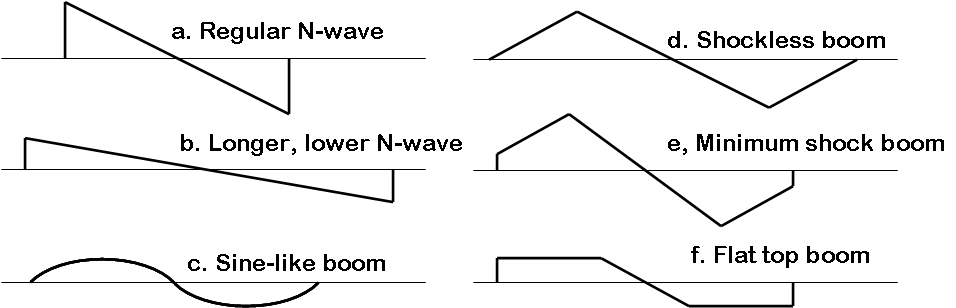 a. Regular N-wave
b. Longer, lower N-wave
c. Sine-like boom
d. Shockless boom
e, Minimum shock boom
f. Flat top boom